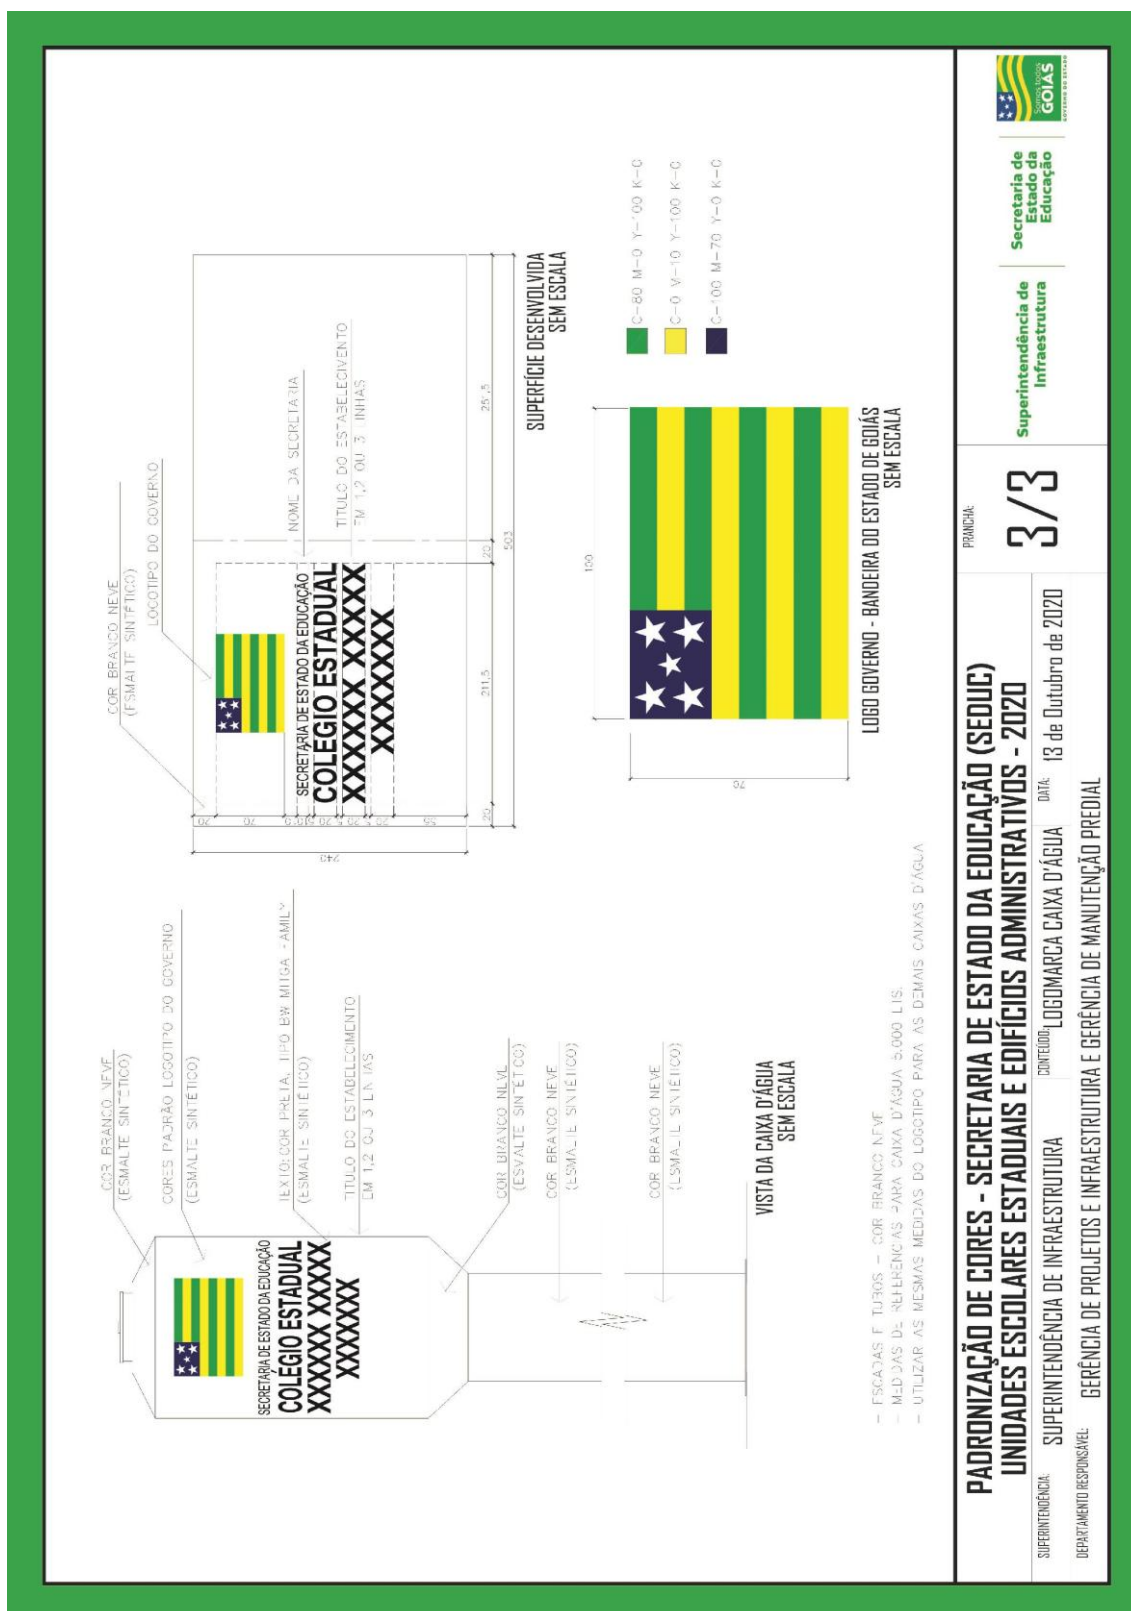 COR BRANCO NEVE
(ESMALTE SINTÉTICO)
CORES PADRÃO LOGOTIPO DO GOVERNO
(ESMALTE SINTÉTICO)
TEXTO: COR PRETA, TIPO BW MITGA FAMILY
(ESMALTE SINTÉTICO)
TITULO DO ESTABELECIMENTO
EM 1,2 OU 3 LINHAS
COR BRANCO NEVE
(ESMALTE SINTÉTICO)
COR BRANCO NEVE
(ESMALTE SINTÉTICO)
COR BRANCO NEVE
(ESMALTE SINTÉTICO)
SECRETARIA DE ESTADO DA EDUCAÇÃO
COLÉGIO ESTADUAL
XXXXXX XXXXX
XXXXXXX
VISTA DA CAIXA D'ÁGUA
SEM ESCALA
COR BRANCO NEVE
(ESMALTE SINTÉTICO)
LOGOTIPO DO GOVERNO
NOME DA SECRETARIA
TITULO DO ESTABELECIMENTO
EM 1,2 OU 3 LINHAS
SECRETARIA DE ESTADO DA EDUCAÇÃO
COLÉGIO ESTADUAL
XXXXXX XXXXX
XXXXXXX
240
20
70
20
20
20
55
20
211,5
20
251,5
503
SUPERFÍCIE DESENVOLVIDA
SEM ESCALA
100
70
C-80 M-0 Y-100 K-0
C-0 M-10 Y-100 K-0
C-100 M-70 Y-0 K-0
LOGO GOVERNO - BANDEIRA DO ESTADO DE GOIÁS
SEM ESCALA
- ESCADAS E TUBOS - COR BRANCO NEVE
- MEDIDAS DE REFERENCIAS PARA CAIXA D'ÁGUA 5.000 LTS.
- UTILIZAR AS MESMAS MEDIDAS DO LOGOTIPO PARA AS DEMAIS CAIXAS D'ÁGUA
PADRONIZAÇÃO DE CORES - SECRETARIA DE ESTADO DA EDUCAÇÃO (SEDUC)
UNIDADES ESCOLARES ESTADUAIS E EDIFÍCIOS ADMINISTRATIVOS - 2020
SUPERINTENDÊNCIA: SUPERINTENDÊNCIA DE INFRAESTRUTURA
CONTEÚDO: LOGOMARCA CAIXA D'ÁGUA
DATA: 13 de Outubro de 2020
DEPARTAMENTO RESPONSÁVEL: GERÊNCIA DE PROJETOS E INFRAESTRUTURA E GERÊNCIA DE MANUTENÇÃO PREDIAL
PRANCHA:
3/3
Superintendência de
Infraestrutura
Secretaria de
Estado da
Educação
Somos todos
GOIÁS
GOVERNO DO ESTADO